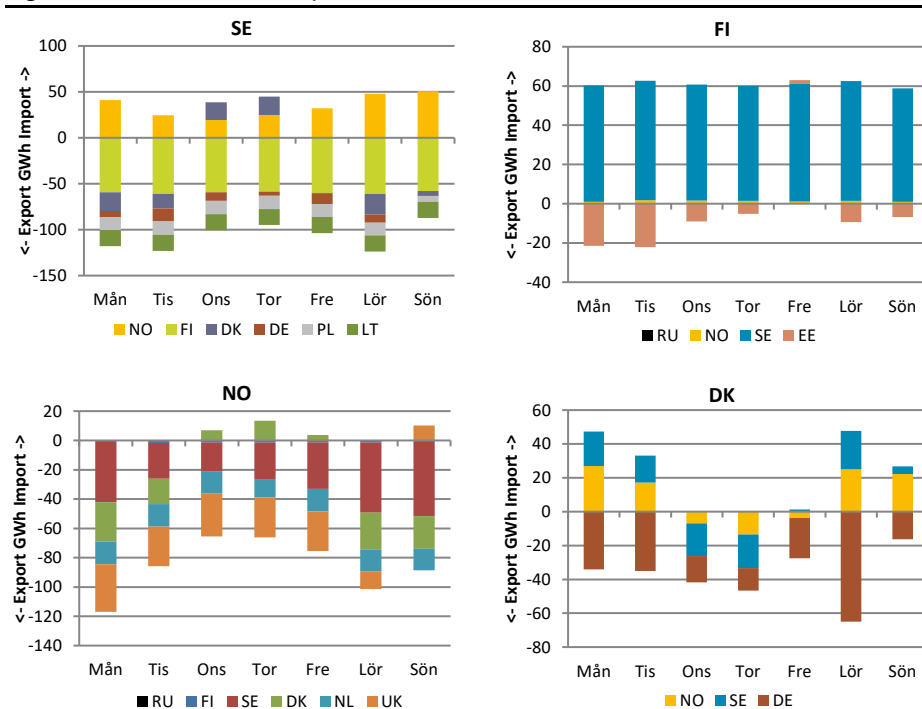 SE
100
50
0
-50
-100
-150
<- Export GWh Import ->
Mån Tis Ons Tor Fre Lör Sön
NO FI DK DE PL LT
FI
80
60
40
20
0
-20
-40
<- Export GWh Import ->
Mån Tis Ons Tor Fre Lör Sön
RU NO SE EE
NO
20
0
-20
-40
-60
-80
-100
-120
-140
<- Export GWh Import ->
Mån Tis Ons Tor Fre Lör Sön
RU FI SE DK NL UK
DK
60
40
20
0
-20
-40
-60
-80
<- Export GWh Import ->
Mån Tis Ons Tor Fre Lör Sön
NO SE DE